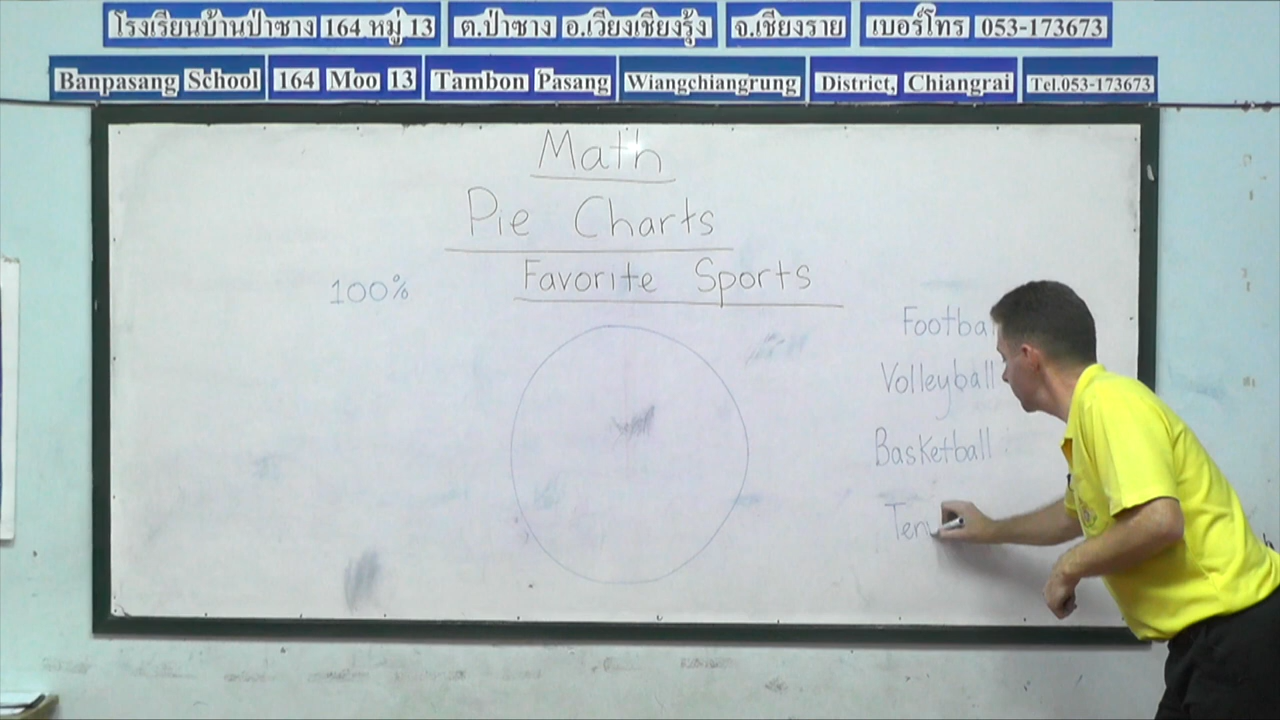 โรงเรียนบ้านป่าซาง 164 หมู่ 13 ต.ป่าซาง อ.เวียงเชียงรุ้ง จ.เชียงราย เบอร์โทร 053-173673
Banpasang School 164 Moo 13 Tambon Pasang Wiangchiangrung District, Chiangrai Tel.053-173673
Math
Pie Charts
Favorite Sports
100%
Footba
Volleyball
Basketball
Ten